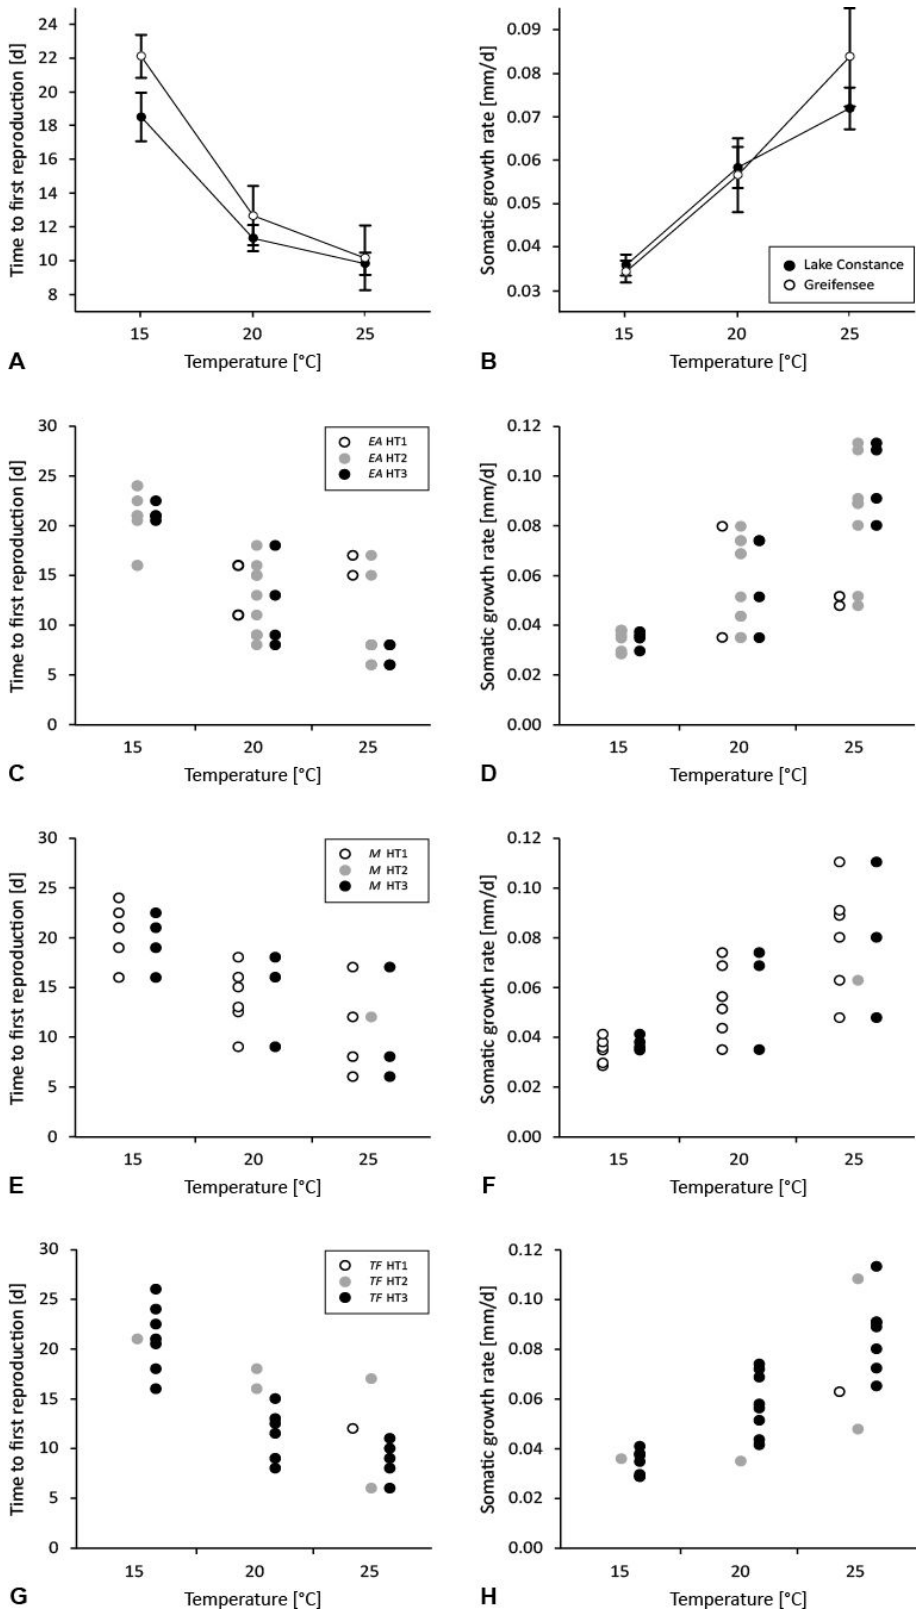 24
22
20
18
16
14
12
10
8
Time to first reproduction [d]
15 20 25
Temperature [°C]
A
0.09
0.08
0.07
0.06
0.05
0.04
0.03
Somatic growth rate [mm/d]
Lake Constance
Greifensee
15 20 25
Temperature [°C]
B
30
25
20
15
10
5
0
Time to first reproduction [d]
EA HT1
EA HT2
EA HT3
15 20 25
Temperature [°C]
C
0.12
0.10
0.08
0.06
0.04
0.02
0.00
Somatic growth rate [mm/d]
15 20 25
Temperature [°C]
D
30
25
20
15
10
5
0
Time to first reproduction [d]
M HT1
M HT2
M HT3
15 20 25
Temperature [°C]
E
0.12
0.10
0.08
0.06
0.04
0.02
0.00
Somatic growth rate [mm/d]
15 20 25
Temperature [°C]
F
30
25
20
15
10
5
0
Time to first reproduction [d]
TF HT1
TF HT2
TF HT3
15 20 25
Temperature [°C]
G
0.12
0.10
0.08
0.06
0.04
0.02
0.00
Somatic growth rate [mm/d]
15 20 25
Temperature [°C]
H